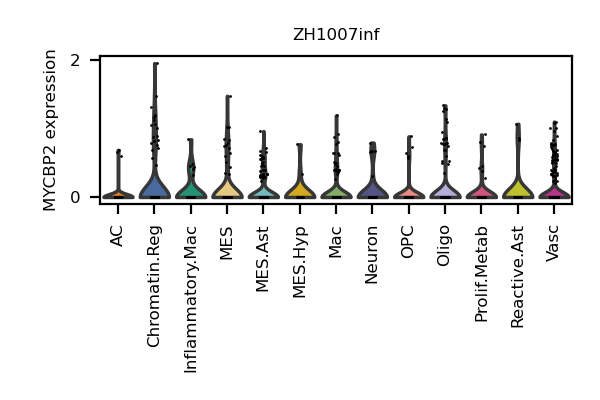 ZH1007inf
MYCBP2 expression
2
0
AC
Chromatin.Reg
Inflammatory.Mac
MES
MES.Ast
MES.Hyp
Mac
Neuron
OPC
Oligo
Prolif.Metab
Reactive.Ast
Vasc